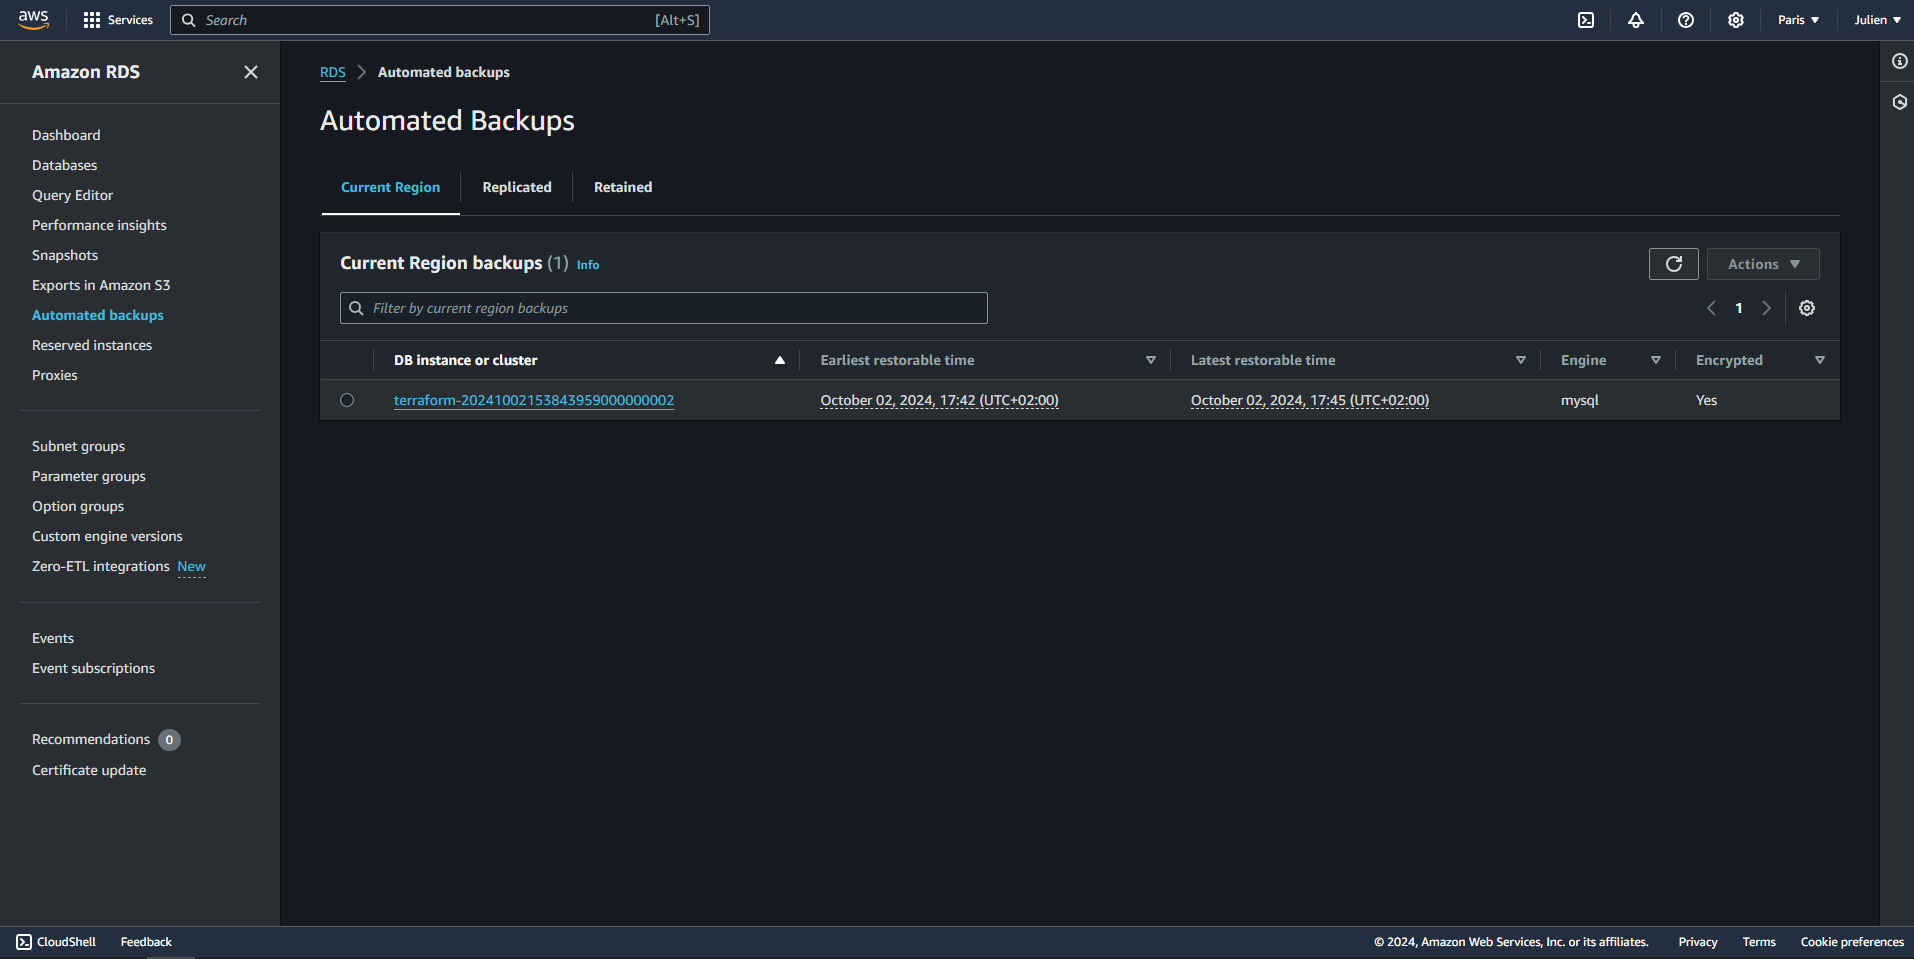 aws
Services
Search [Alt+S]
Paris ▼
Julien ▼
Amazon RDS
Dashboard
Databases
Query Editor
Performance insights
Snapshots
Exports in Amazon S3
Automated backups
Reserved instances
Proxies
Subnet groups
Parameter groups
Option groups
Custom engine versions
Zero-ETL integrations New
Events
Event subscriptions
Recommendations 0
Certificate update
RDS > Automated backups
Automated Backups
Current Region Replicated Retained
Current Region backups (1) Info
Actions ▼
Filter by current region backups
< 1 >
DB instance or cluster Earliest restorable time Latest restorable time Engine Encrypted
terraform-20241002153843959000000002 October 02, 2024, 17:42 (UTC+02:00) October 02, 2024, 17:45 (UTC+02:00) mysql Yes
CloudShell Feedback © 2024, Amazon Web Services, Inc. or its affiliates. Privacy Terms Cookie preferences